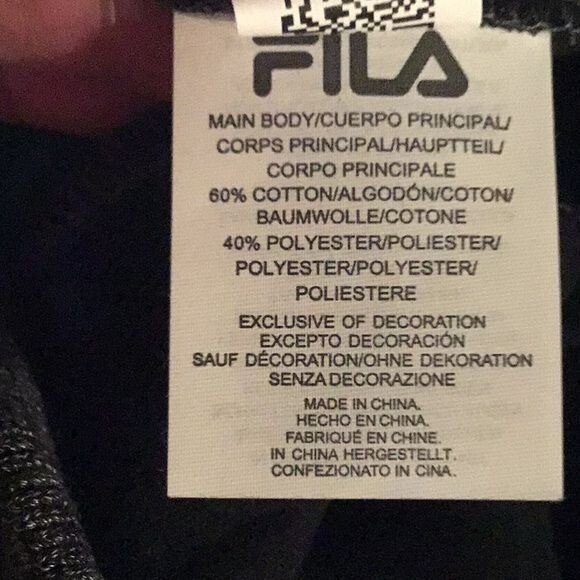 FILA
MAIN BODY/CUERPO PRINCIPAL/
CORPS PRINCIPAL/HAUPTTEIL/
CORPO PRINCIPALE
60% COTTON/ALGODÓN/COTON/
BAUMWOLLE/COTONE
40% POLYESTER/POLIESTER/
POLYESTER/POLYESTER/
POLIESTERE
EXCLUSIVE OF DECORATION
EXCEPTO DECORACIÓN
SAUF DÉCORATION/OHNE DEKORATION
SENZA DECORAZIONE
MADE IN CHINA.
HECHO EN CHINA.
FABRIQUÉ EN CHINE.
IN CHINA HERGESTELLT.
CONFEZIONATO IN CINA.